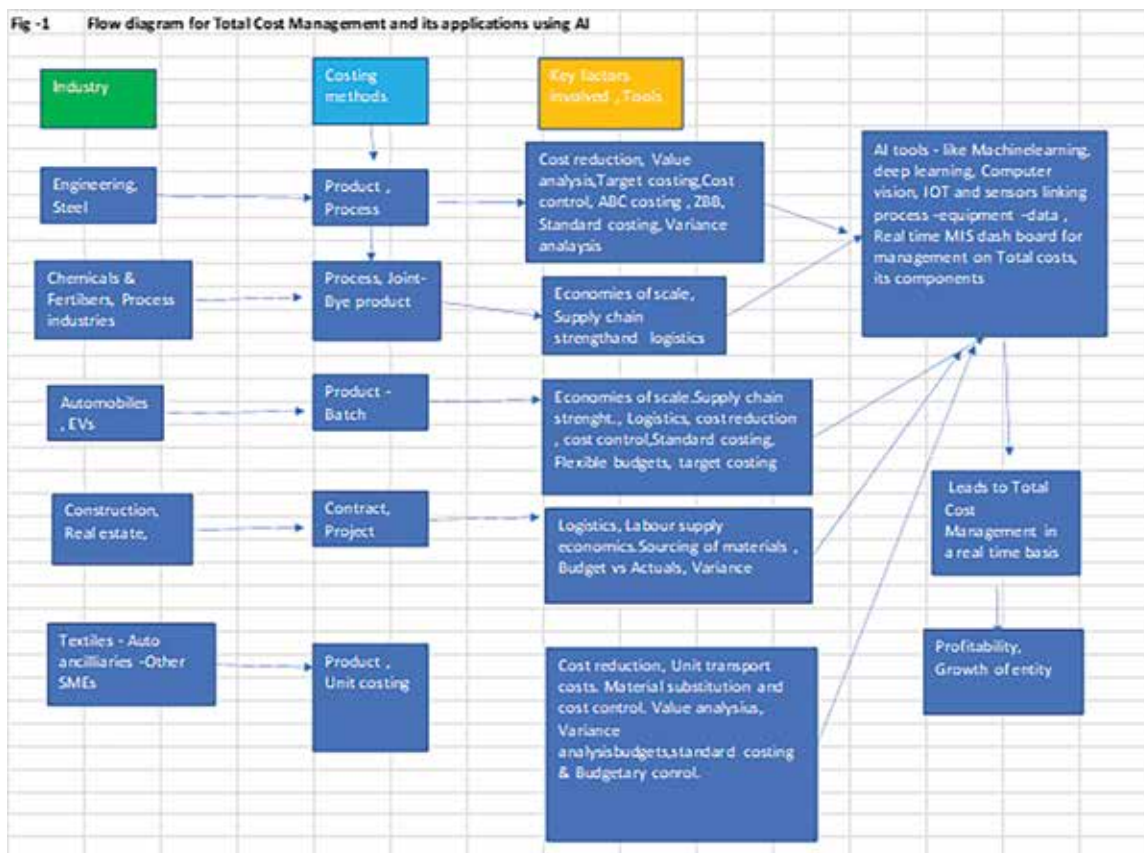 Fig -1 Flow diagram for Total Cost Management and its applications using AI
Industry
Costing
methods
Key factors
involved , Tools
Engineering,
Steel
Product ,
Process
Cost reduction, Value
analysis,Target costing,Cost
control, ABC costing , ZBB,
Standard costing, Variance
analaysis
AI tools - like Machinelearning,
deep learning, Computer
vision, IOT and sensors linking
process -equipment -data ,
Real time MIS dash board for
management on Total costs,
its components
Chemicals &
Fertilsers, Process
industries
Process, Joint-
Bye product
Economies of scale,
Supply chain
strengthand logistics
Automobiles
, EVs
Product -
Batch
Economies of scale.Supply chain
strenght., Logistics, cost reduction
, cost control,Standard costing,
Flexible budgets, target costing
Construction,
Real estate,
Contract,
Project
Logistics, Labour supply
economics.Sourcing of materials ,
Budget vs Actuals, Variance
Leads to Total
Cost
Management in
a real time basis
Textiles - Auto
ancilliaries -Other
SMEs
Product ,
Unit costing
Cost reduction, Unit transport
costs. Material substitution and
cost control. Value analysius,
Variance
analysisbudgets,standard costing
& Budgetary conrol.
Profitability,
Growth of entity